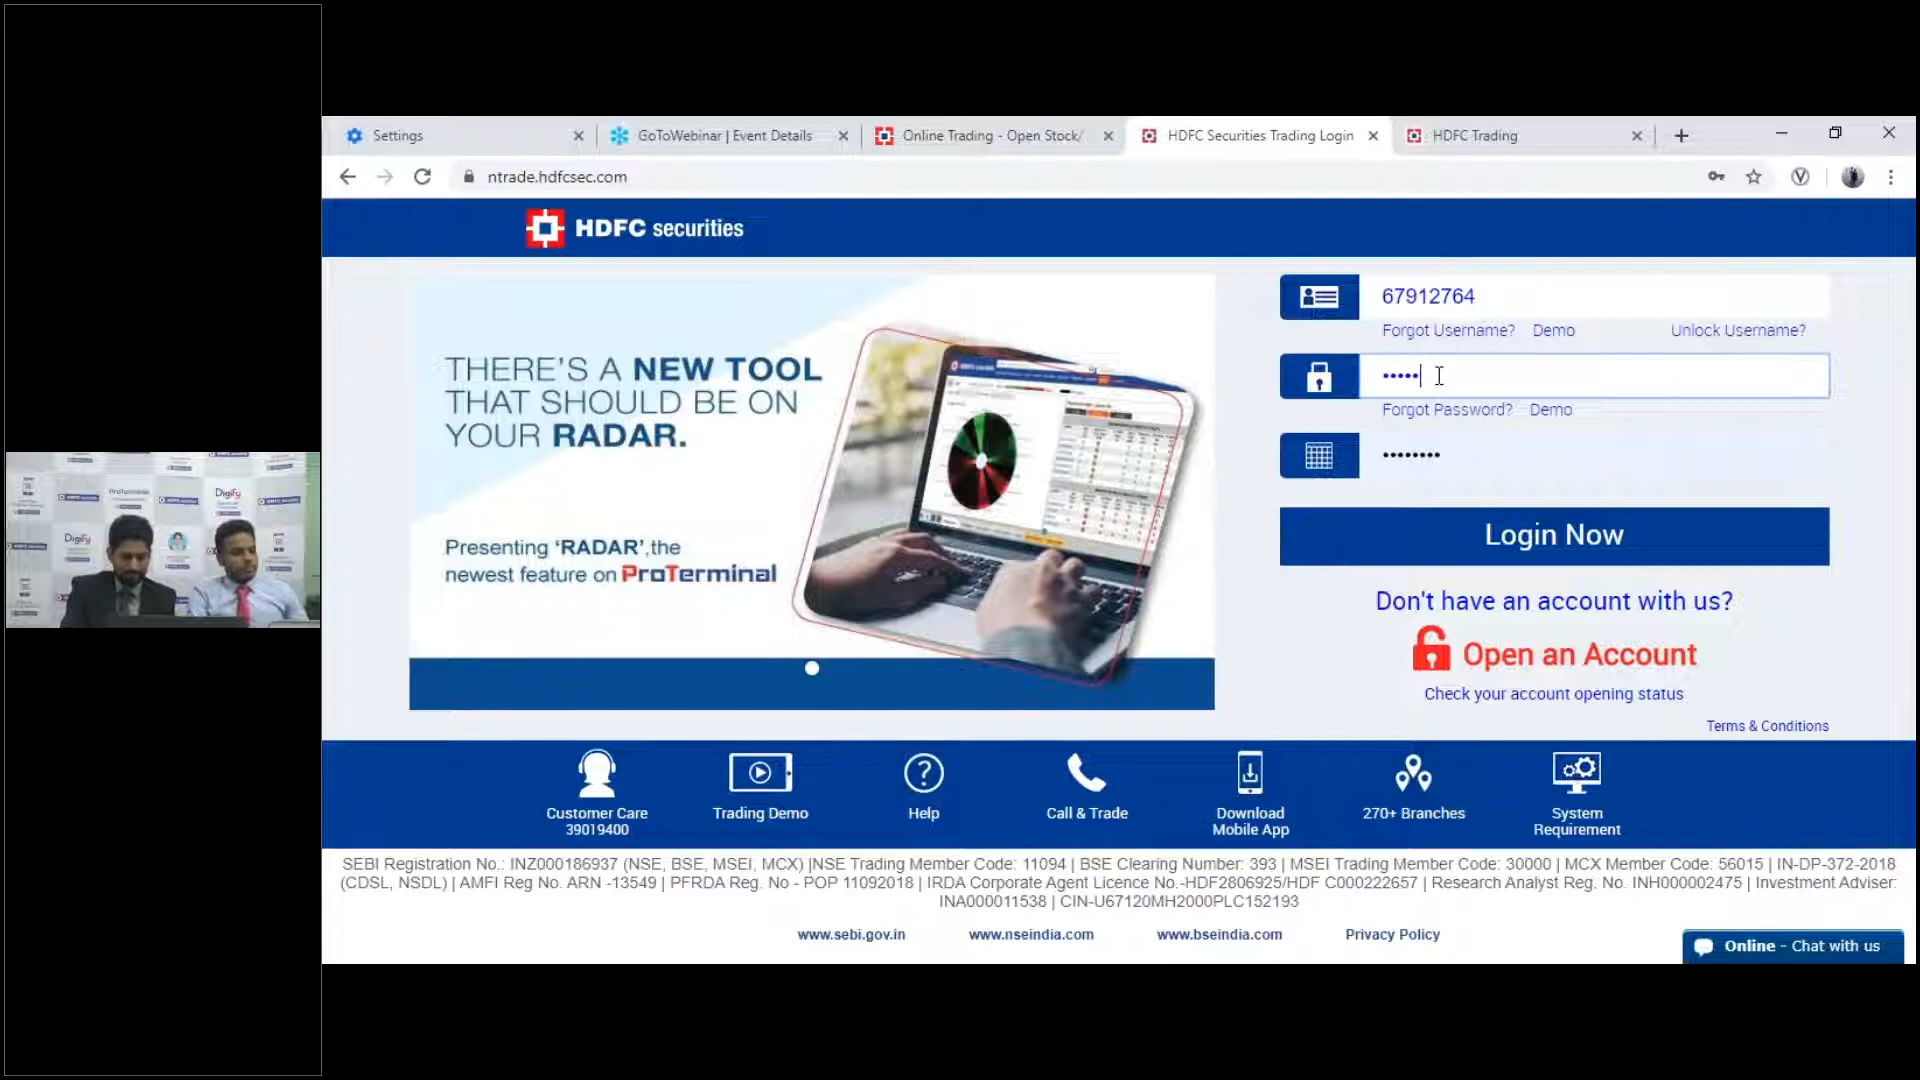 Settings
GoToWebinar | Event Details
Online Trading - Open Stock/
HDFC Securities Trading Login
HDFC Trading
ntrade.hdfcsec.com
HDFC securities
THERE'S A NEW TOOL
THAT SHOULD BE ON
YOUR RADAR.
Presenting 'RADAR', the
newest feature on ProTerminal
67912764
Forgot Username? Demo Unlock Username?
•••••
Forgot Password? Demo
••••••••
Login Now
Don't have an account with us?
Open an Account
Check your account opening status
Terms & Conditions
Customer Care
39019400
Trading Demo
Help
Call & Trade
Download
Mobile App
270+ Branches
System
Requirement
SEBI Registration No.: INZ000186937 (NSE, BSE, MSEI, MCX) |NSE Trading Member Code: 11094 | BSE Clearing Number: 393 | MSEI Trading Member Code: 30000 | MCX Member Code: 56015 | IN-DP-372-2018
(CDSL, NSDL) | AMFI Reg No. ARN -13549 | PFRDA Reg. No - POP 11092018 | IRDA Corporate Agent Licence No.-HDF2806925/HDF C000222657 | Research Analyst Reg. No. INH000002475 | Investment Adviser:
INA000011538 | CIN-U67120MH2000PLC152193
www.sebi.gov.in www.nseindia.com www.bseindia.com Privacy Policy
Online - Chat with us
ProTerminal
Digify
Digify